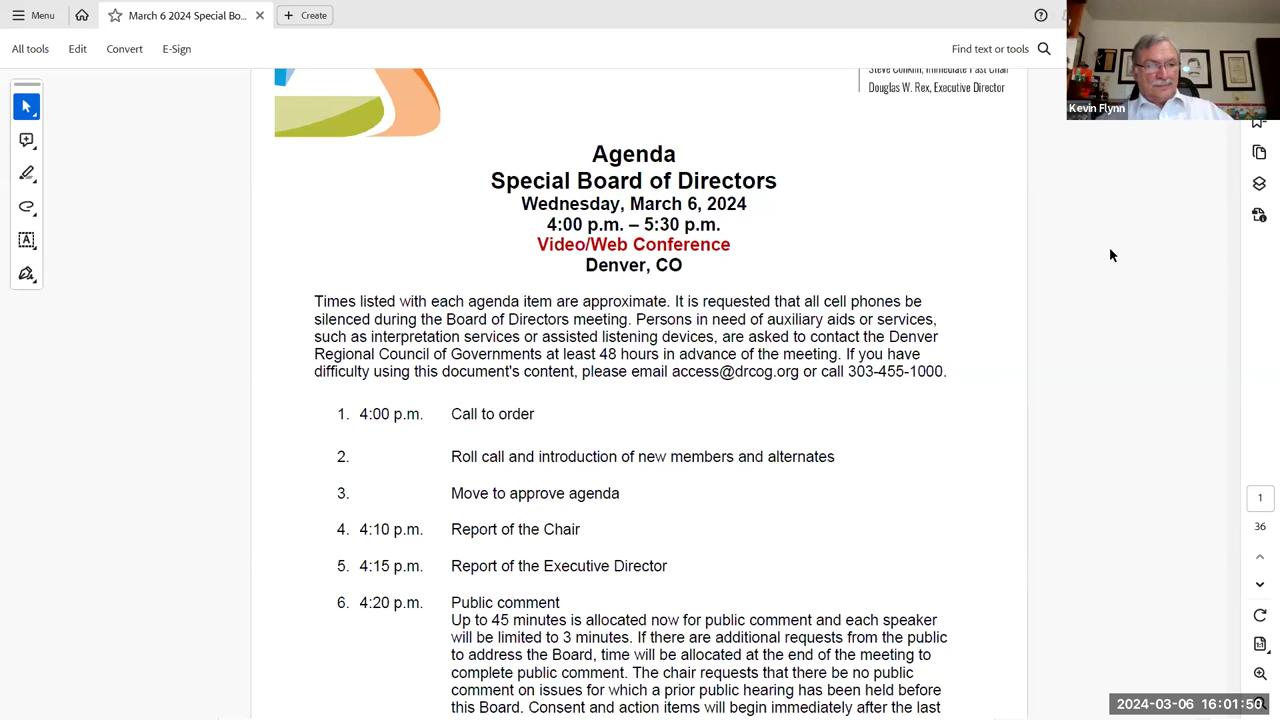 Menu
March 6 2024 Special Bo...
Create
All tools
Edit
Convert
E-Sign
Find text or tools
Steve Conklin, Immediate Past Chair
Douglas W. Rex, Executive Director
Kevin Flynn
Agenda
Special Board of Directors
Wednesday, March 6, 2024
4:00 p.m. – 5:30 p.m.
Video/Web Conference
Denver, CO
Times listed with each agenda item are approximate. It is requested that all cell phones be
silenced during the Board of Directors meeting. Persons in need of auxiliary aids or services,
such as interpretation services or assisted listening devices, are asked to contact the Denver
Regional Council of Governments at least 48 hours in advance of the meeting. If you have
difficulty using this document's content, please email access@drcog.org or call 303-455-1000.
1. 4:00 p.m. Call to order
2. Roll call and introduction of new members and alternates
3. Move to approve agenda
4. 4:10 p.m. Report of the Chair
5. 4:15 p.m. Report of the Executive Director
6. 4:20 p.m. Public comment
Up to 45 minutes is allocated now for public comment and each speaker
will be limited to 3 minutes. If there are additional requests from the public
to address the Board, time will be allocated at the end of the meeting to
complete public comment. The chair requests that there be no public
comment on issues for which a prior public hearing has been held before
this Board. Consent and action items will begin immediately after the last
1
36
2024-03-06 16:01:50